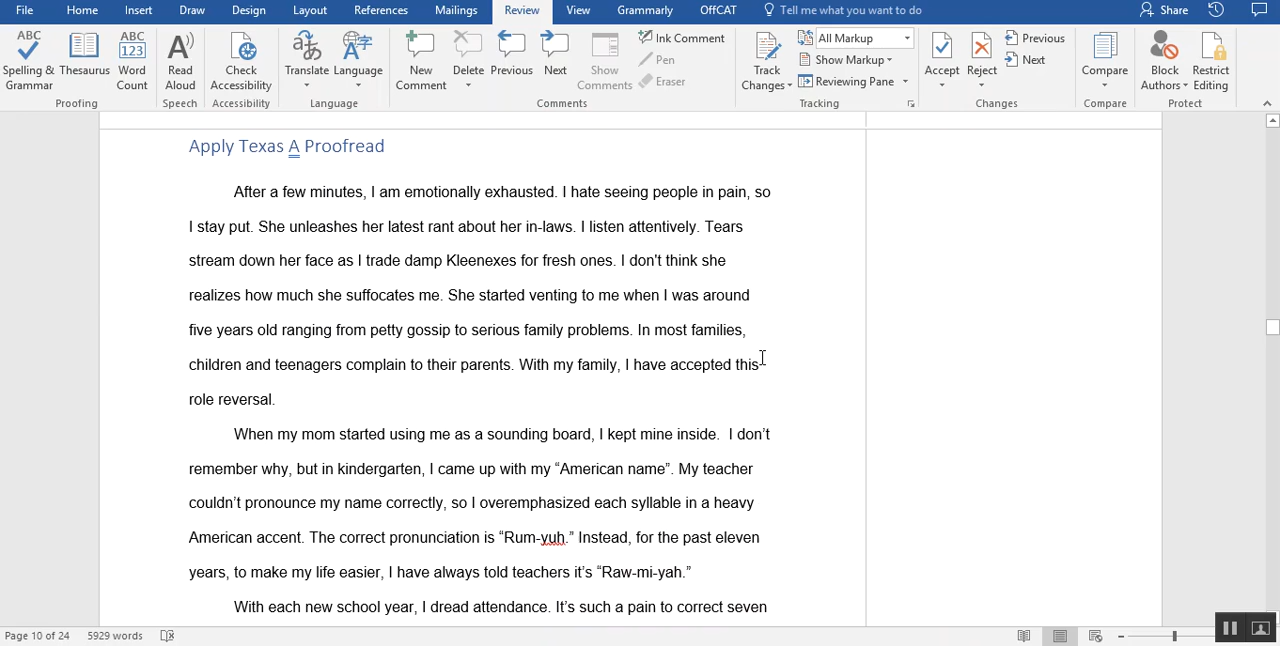 File Home Insert Draw Design Layout References Mailings Review View Grammarly OffCAT Tell me what you want to do Share
ABC ABC 123 A
Spelling & Grammar Thesaurus Word Count Read Aloud Check Accessibility Translate Language New Comment Delete Previous Next Show Comments Ink Comment Pen Eraser Track Changes All Markup Show Markup Reviewing Pane Accept Reject Previous Next Compare Block Authors Restrict Editing
Proofing Speech Accessibility Language Comments Tracking Changes Compare Protect
Apply Texas A Proofread
After a few minutes, I am emotionally exhausted. I hate seeing people in pain, so
I stay put. She unleashes her latest rant about her in-laws. I listen attentively. Tears
stream down her face as I trade damp Kleenexes for fresh ones. I don't think she
realizes how much she suffocates me. She started venting to me when I was around
five years old ranging from petty gossip to serious family problems. In most families,
children and teenagers complain to their parents. With my family, I have accepted this
role reversal.
When my mom started using me as a sounding board, I kept mine inside.  I don’t
remember why, but in kindergarten, I came up with my “American name”. My teacher
couldn’t pronounce my name correctly, so I overemphasized each syllable in a heavy
American accent. The correct pronunciation is “Rum-yuh.” Instead, for the past eleven
years, to make my life easier, I have always told teachers it’s “Raw-mi-yah.”
With each new school year, I dread attendance. It’s such a pain to correct seven
Page 10 of 24 5929 words